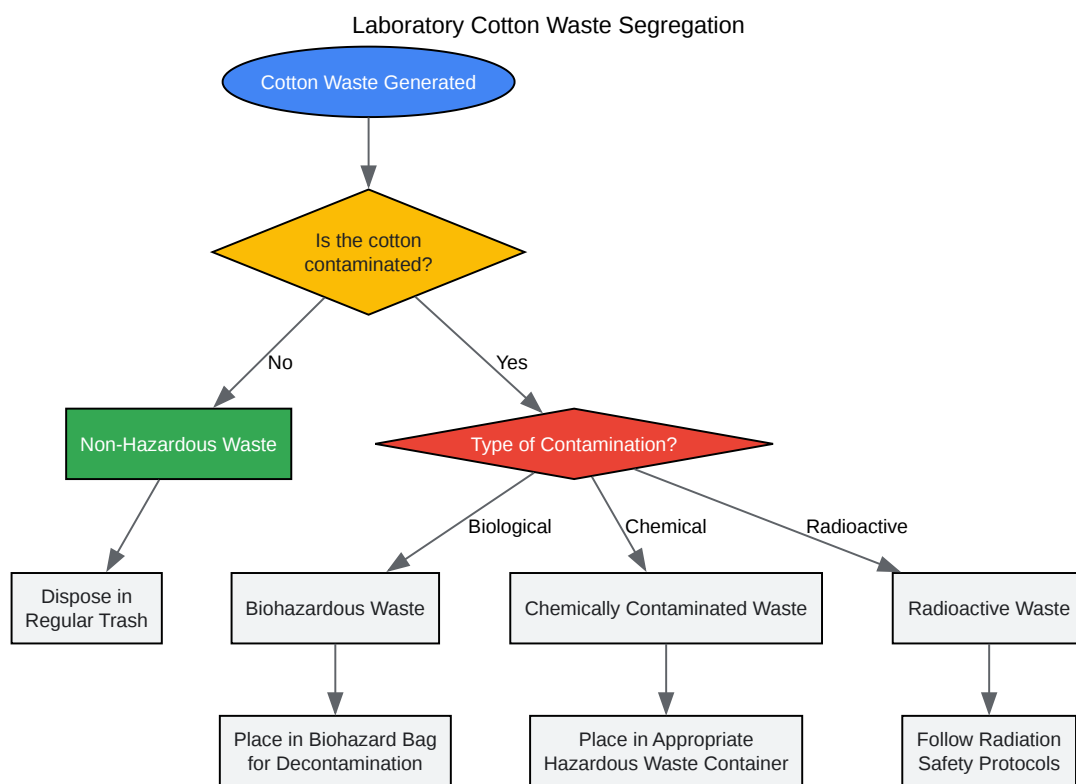 Laboratory Cotton Waste Segregation
Cotton Waste Generated
Is the cotton
contaminated?
No
Yes
Non-Hazardous Waste
Type of Contamination?
Biological
Chemical
Radioactive
Dispose in
Regular Trash
Biohazardous Waste
Chemically Contaminated Waste
Radioactive Waste
Place in Biohazard Bag
for Decontamination
Place in Appropriate
Hazardous Waste Container
Follow Radiation
Safety Protocols